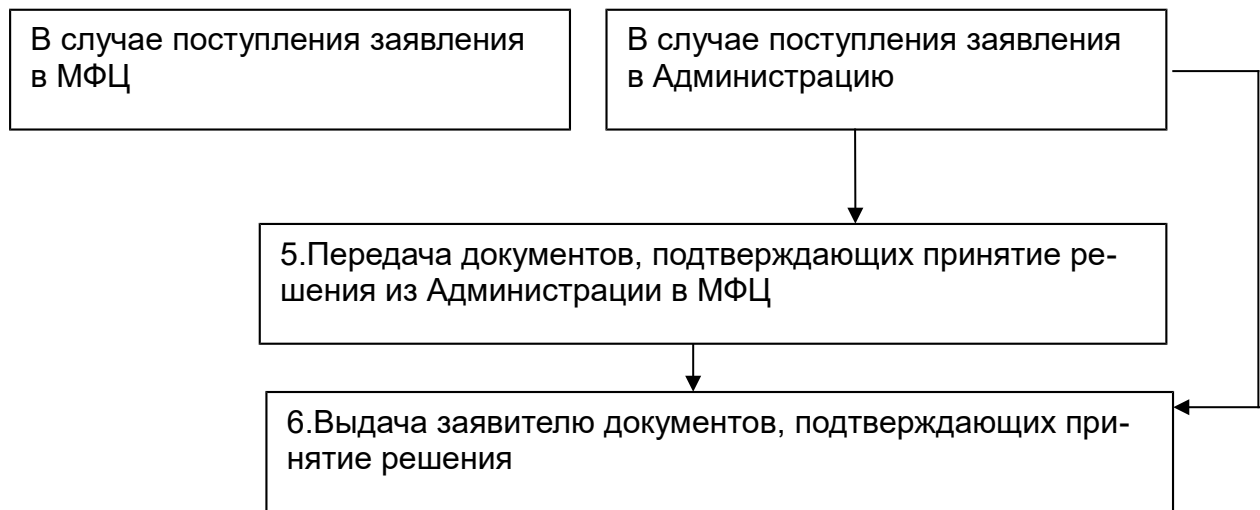 В случае поступления заявления
в МФЦ
В случае поступления заявления
в Администрацию
5.Передача документов, подтверждающих принятие ре-
шения из Администрации в МФЦ
6.Выдача заявителю документов, подтверждающих при-
нятие решения